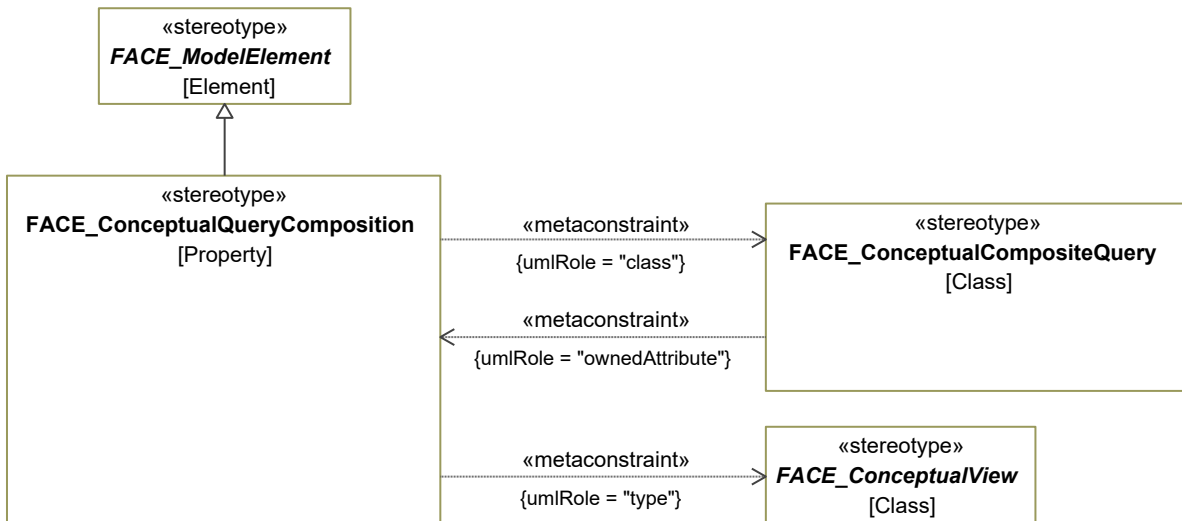 «stereotype»
FACE_ModelElement
[Element]
«stereotype»
FACE_ConceptualQueryComposition
[Property]
«metaconstraint»
{umlRole = "class"}
«stereotype»
FACE_ConceptualCompositeQuery
[Class]
«metaconstraint»
{umlRole = "ownedAttribute"}
«metaconstraint»
{umlRole = "type"}
«stereotype»
FACE_ConceptualView
[Class]